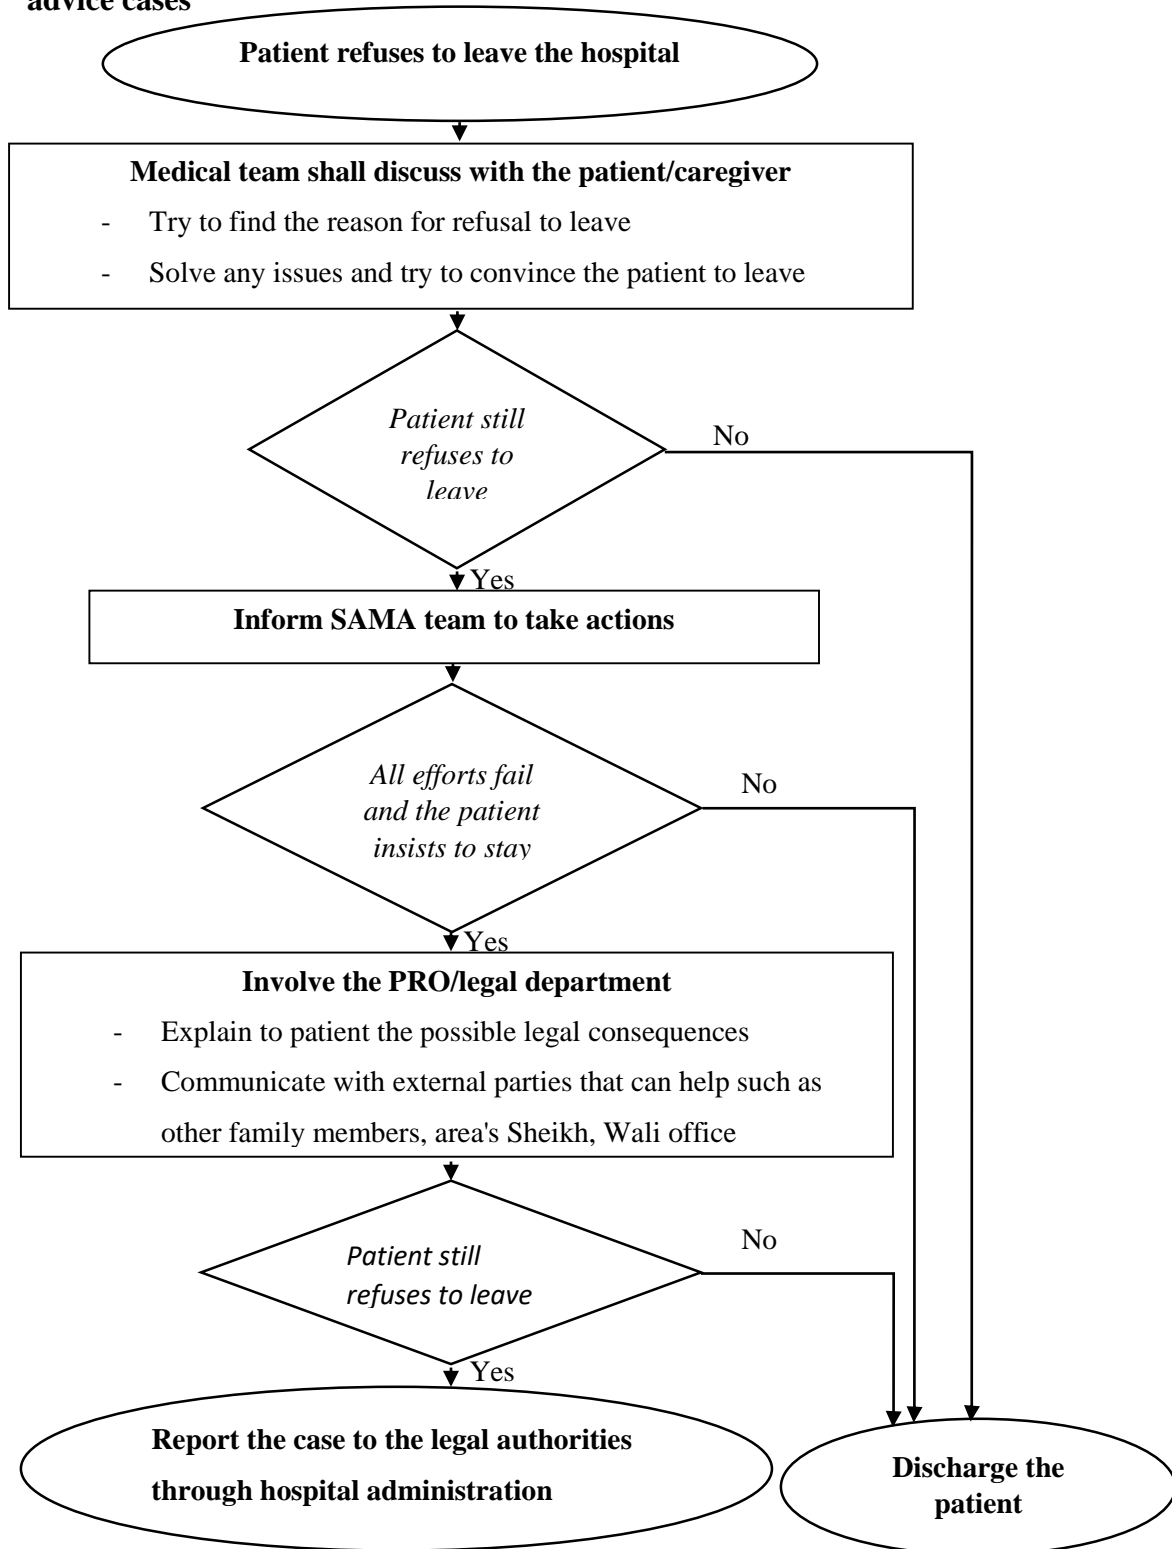 advice cases
Patient refuses to leave the hospital
Medical team shall discuss with the patient/caregiver
- Try to find the reason for refusal to leave
- Solve any issues and try to convince the patient to leave
Patient still
refuses to
leave
No
Yes
Inform SAMA team to take actions
All efforts fail
and the patient
insists to stay
No
Yes
Involve the PRO/legal department
- Explain to patient the possible legal consequences
- Communicate with external parties that can help such as
other family members, area's Sheikh, Wali office
Patient still
refuses to leave
No
Yes
Report the case to the legal authorities
through hospital administration
Discharge the
patient